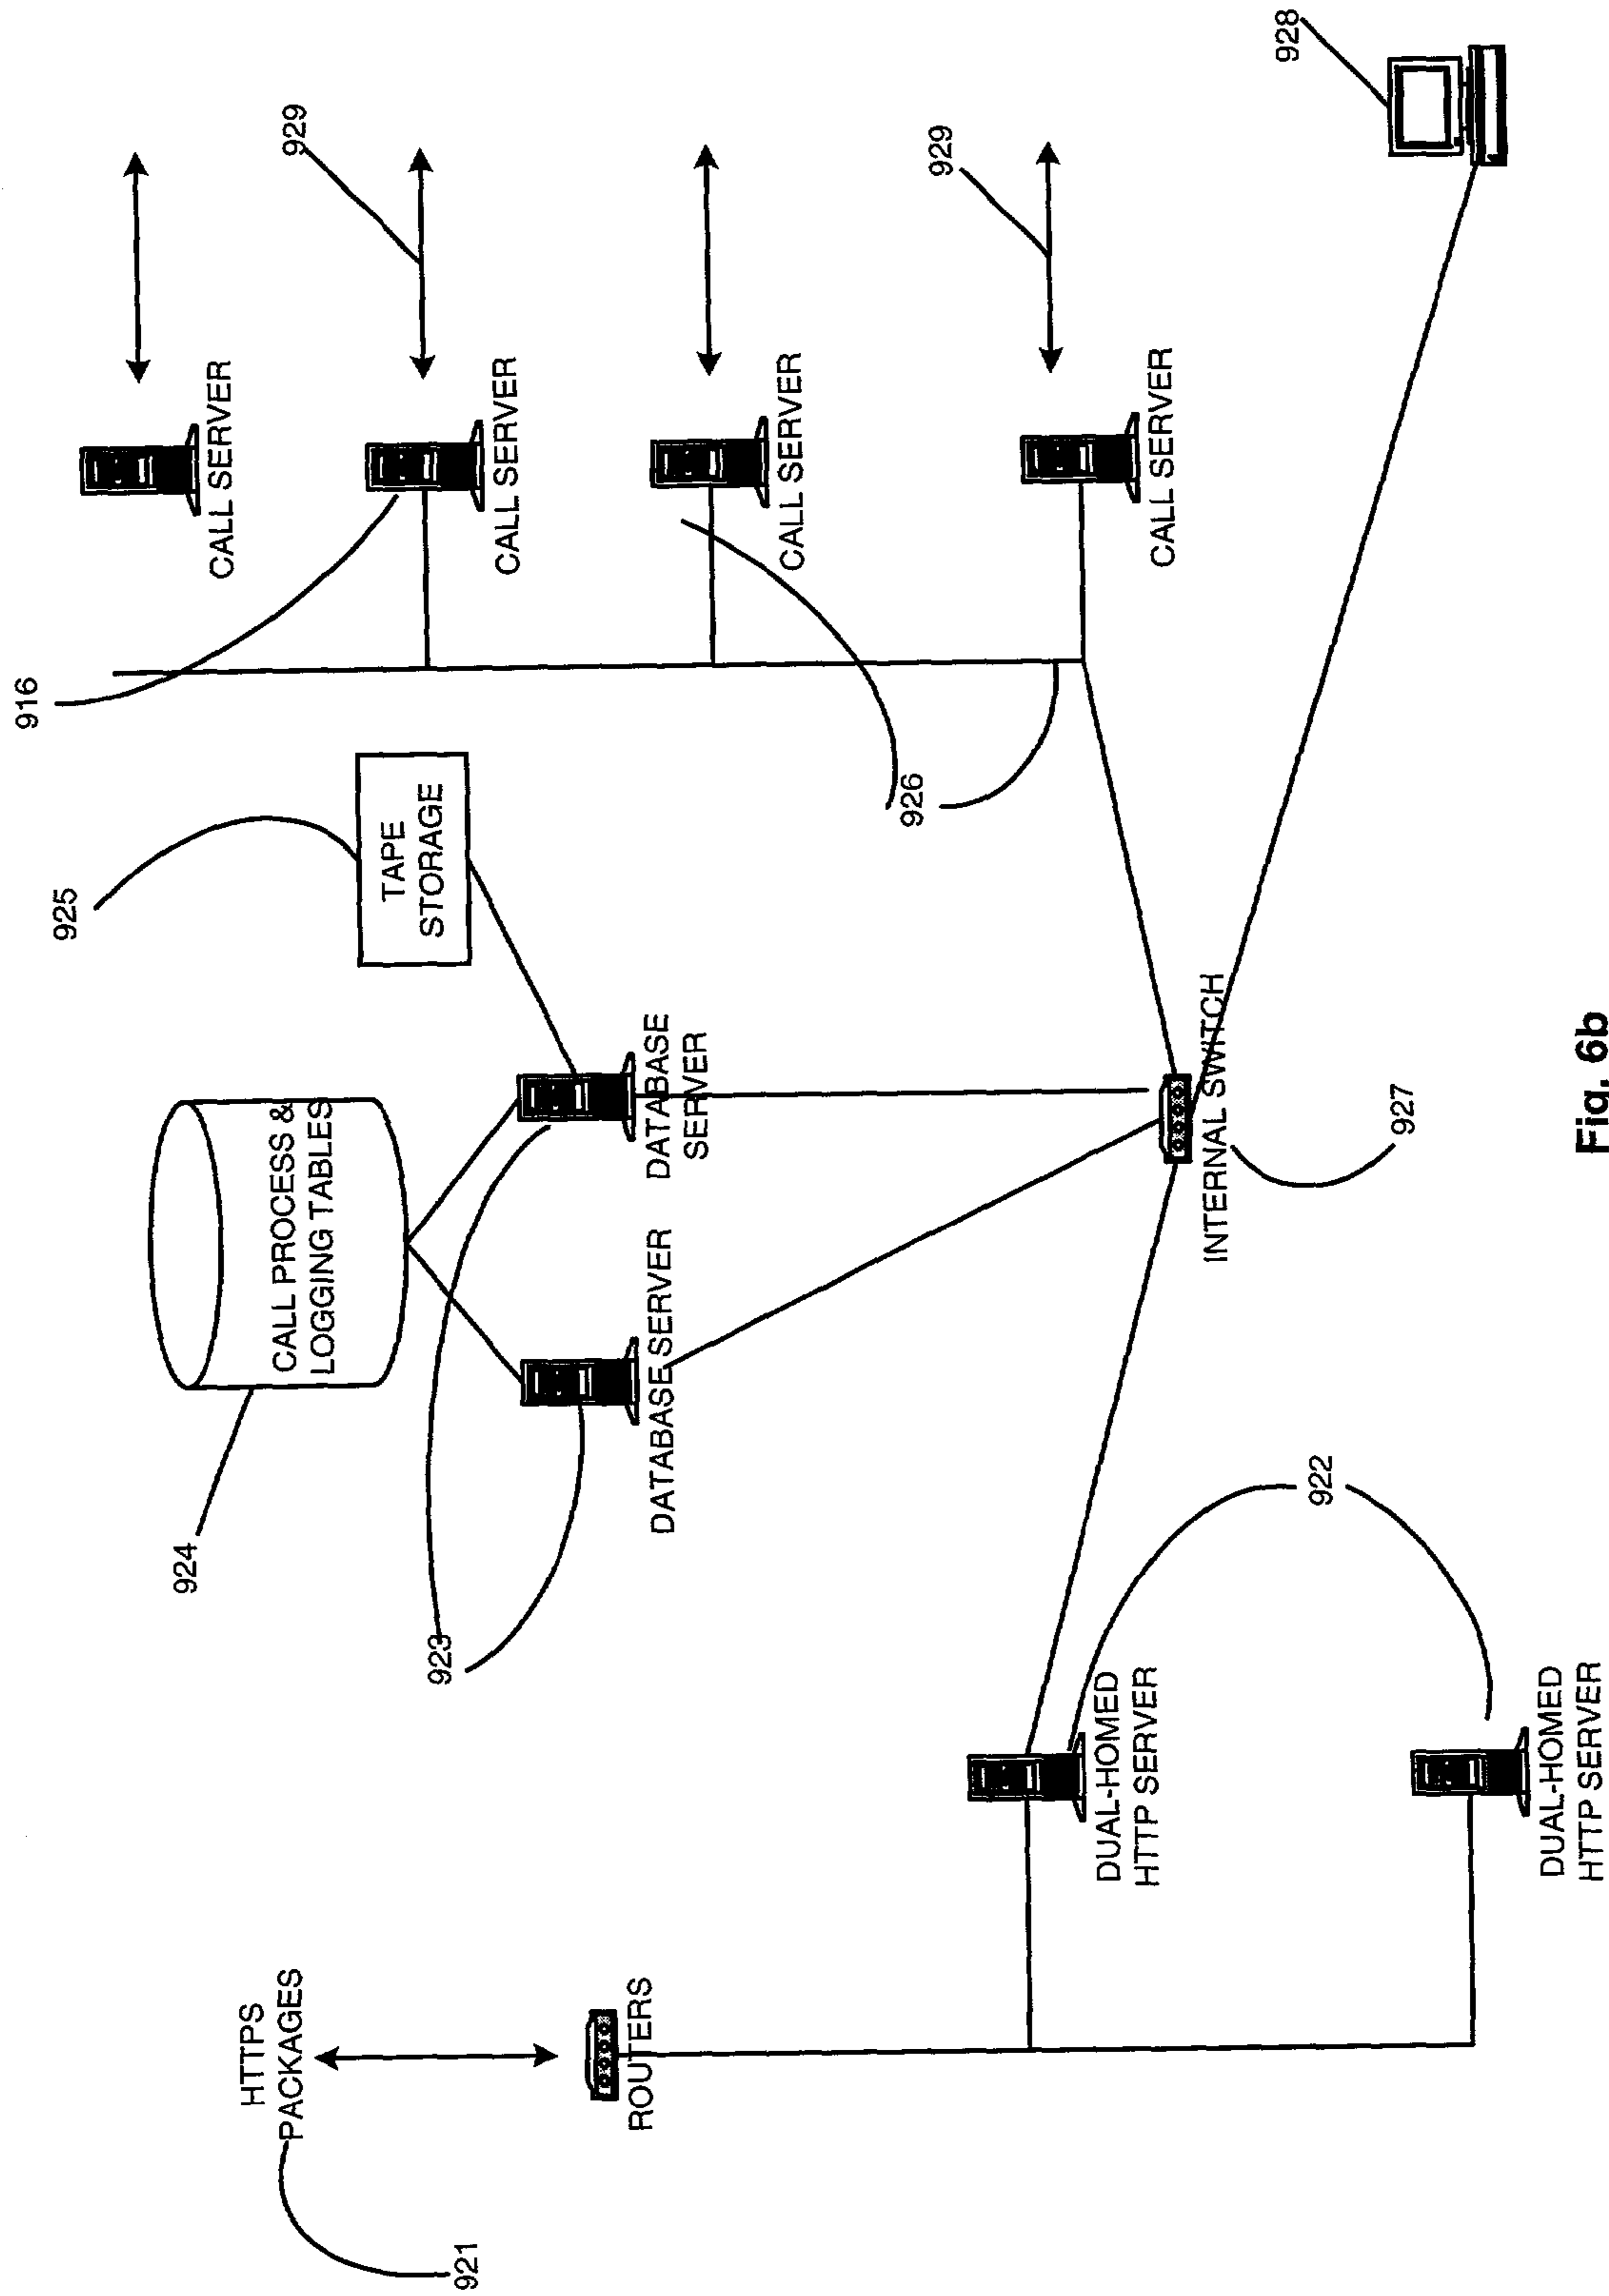 921
HTTPS
PACKAGES
ROUTERS
924
CALL PROCESS &
LOGGING TABLES
923
DATABASE SERVER
DATABASE
SERVER
925
TAPE
STORAGE
916
CALL SERVER
929
CALL SERVER
926
CALL SERVER
929
CALL SERVER
928
DUAL-HOMED
HTTP SERVER
922
DUAL-HOMED
HTTP SERVER
INTERNAL SWITCH
927
Fig. 6b